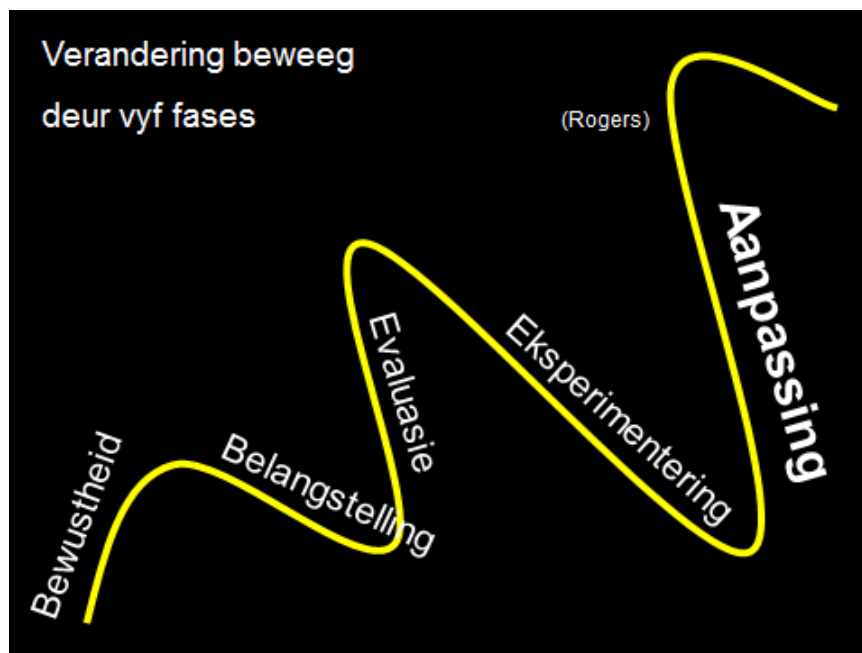 Verandering beweeg
deur vyf fases
(Rogers)
Bewustheid
Belangstelling
Evaluasie
Eksperimentering
Aanpassing